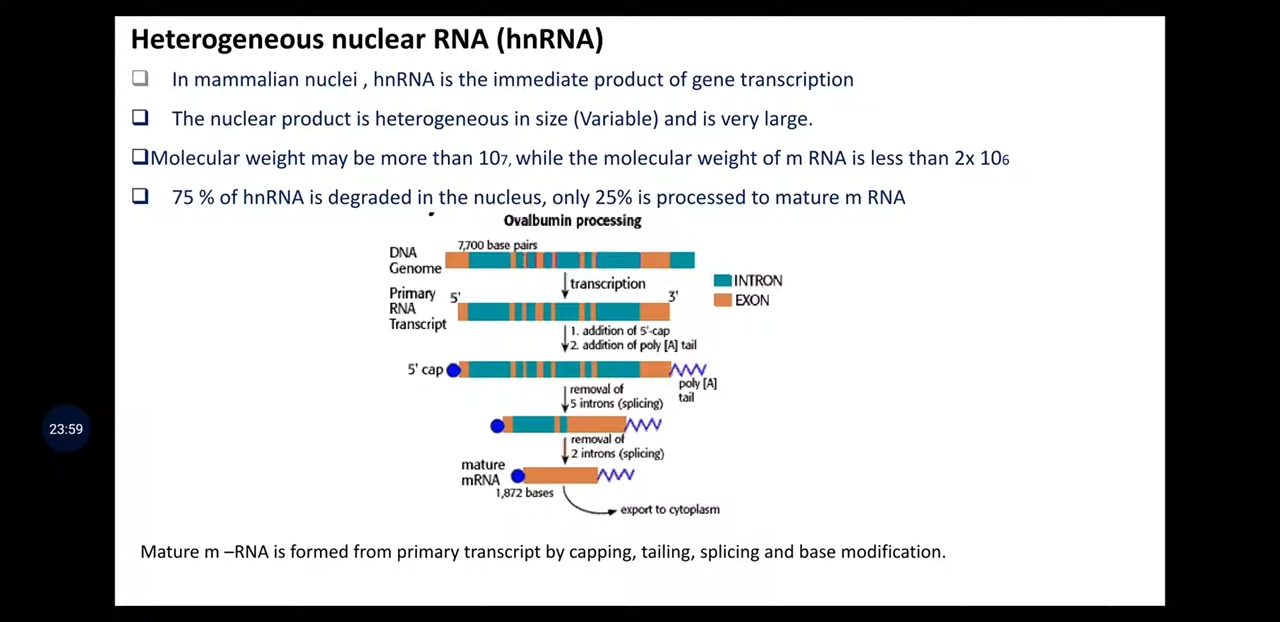 Heterogeneous nuclear RNA (hnRNA)
❑ In mammalian nuclei , hnRNA is the immediate product of gene transcription
❑ The nuclear product is heterogeneous in size (Variable) and is very large.
❑Molecular weight may be more than 10₇, while the molecular weight of m RNA is less than 2x 10₆
❑ 75 % of hnRNA is degraded in the nucleus, only 25% is processed to mature m RNA
Ovalbumin processing
7,700 base pairs
DNA
Genome
transcription
INTRON
EXON
Primary
RNA
Transcript
5'
3'
1. addition of 5'-cap
2. addition of poly [A] tail
5' cap
poly [A]
tail
removal of
5 introns (splicing)
removal of
2 introns (splicing)
mature
mRNA
1,872 bases
export to cytoplasm
23:59
Mature m –RNA is formed from primary transcript by capping, tailing, splicing and base modification.